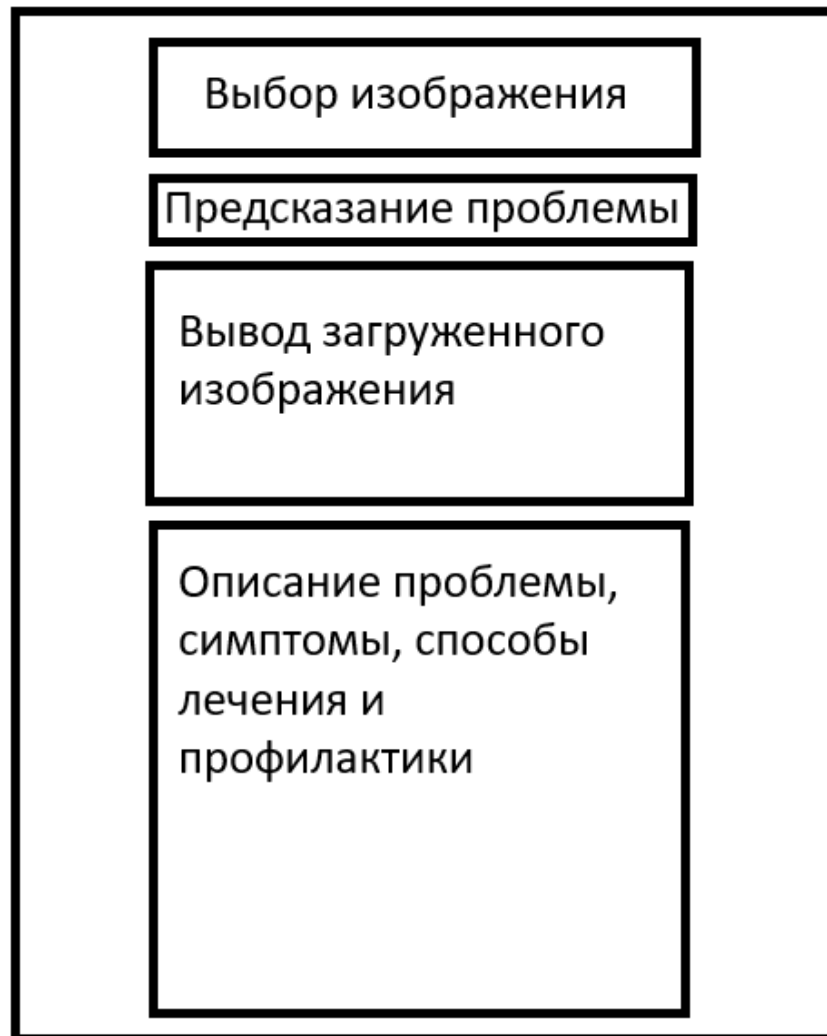 Выбор изображения
Предсказание проблемы
Вывод загруженного
изображения
Описание проблемы,
симптомы, способы
лечения и
профилактики